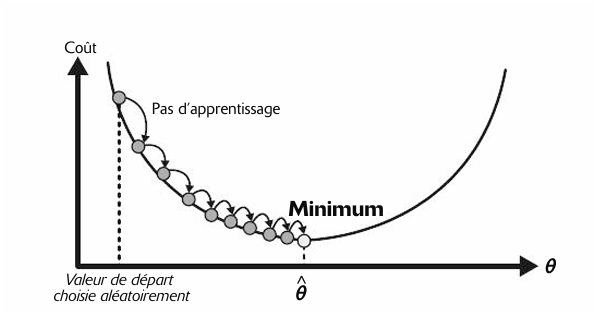 Coût
Pas d’apprentissage
Minimum
θ
Valeur de départ
choisie aléatoirement
θ̂